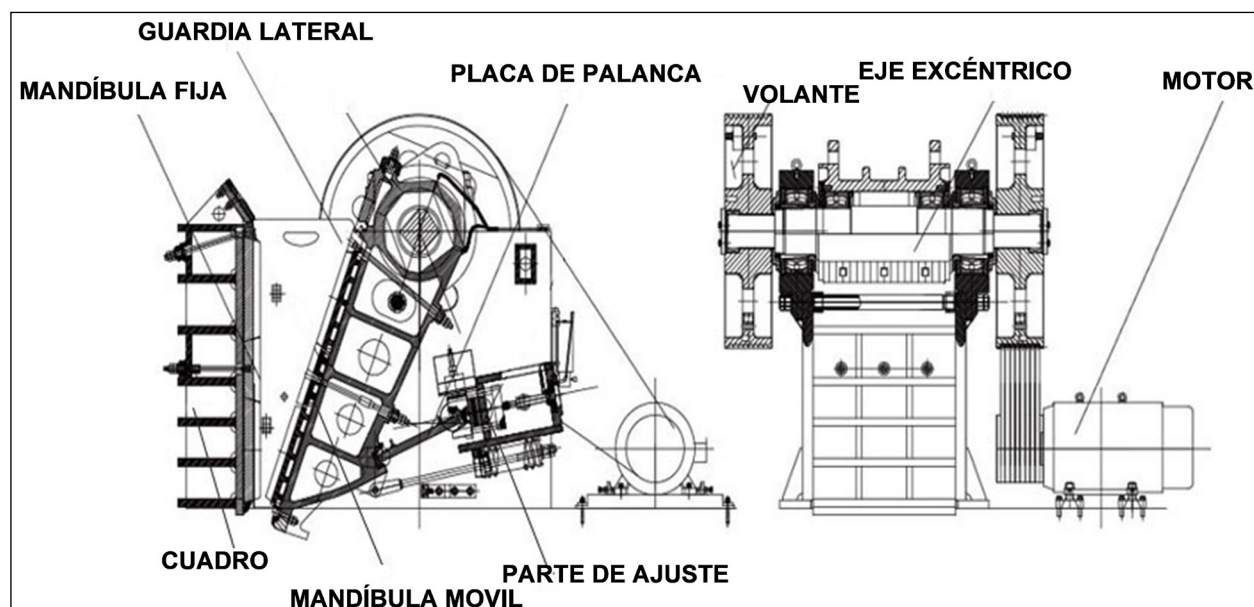 GUARDIA LATERAL
MANDÍBULA FIJA
PLACA DE PALANCA
EJE EXCÉNTRICO
VOLANTE
MOTOR
CUADRO
MANDÍBULA MOVIL
PARTE DE AJUSTE